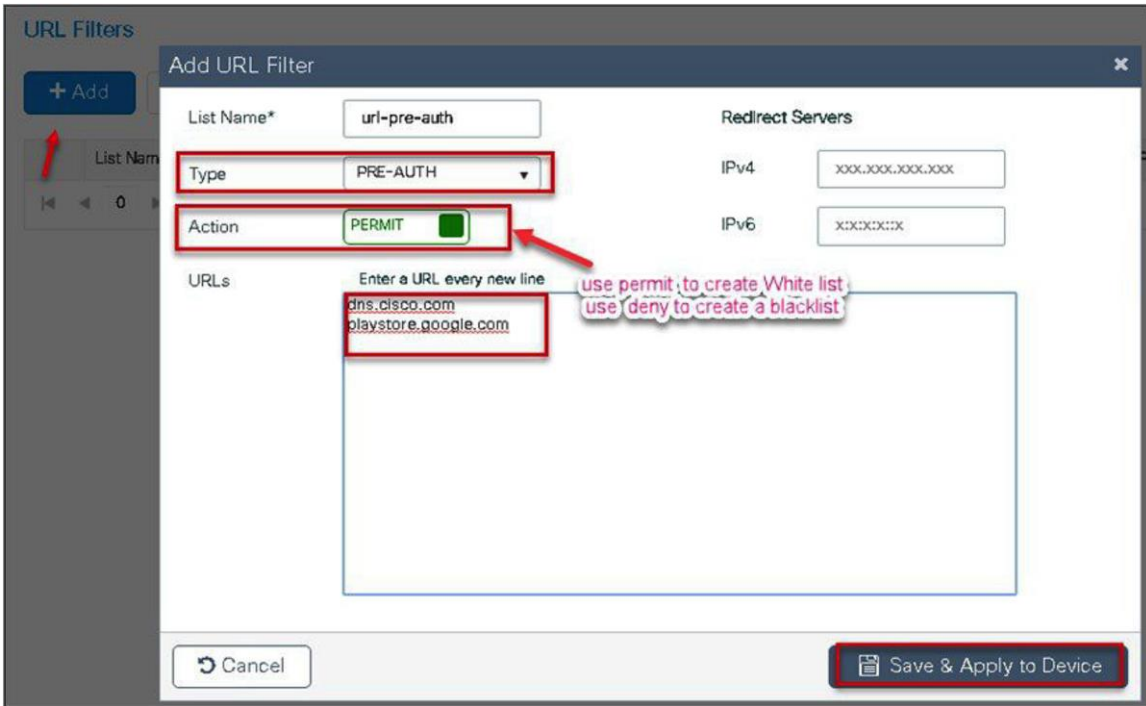 URL Filters
Add URL Filter
+ Add
List Name*
url-pre-auth
Redirect Servers
List Nam
Type
PRE-AUTH
IPv4
xxx.xxx.xxx.xxx
0
Action
PERMIT
IPv6
x:x:x:x::x
URLs
Enter a URL every new line
use permit to create White list
use deny to create a blacklist
dns.cisco.com
playstore.google.com
Cancel
Save & Apply to Device